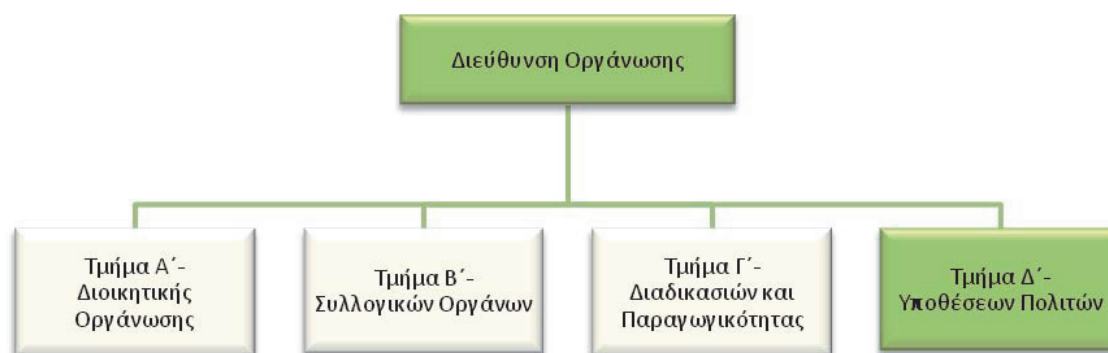 Διεύθυνση Οργάνωσης
Τμήμα Α΄-
Διοικητικής
Οργάνωσης
Τμήμα Β΄-
Συλλογικών Οργάνων
Τμήμα Γ΄-
Διαδικασιών και
Παραγωγικότητας
Τμήμα Δ΄-
Υποθέσεων Πολιτών